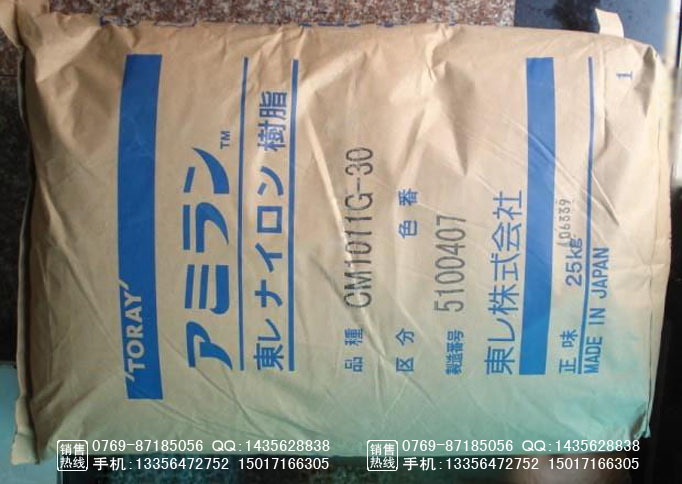 'TORAY'
アミラン™
東レナイロン樹脂
品種 CM1011G-30
区分 色番
製造番号 5100407
東レ株式会社
正味 25kg
MADE IN JAPAN
1
销售热线 0769-87185056 QQ:1435628838
手机:13356472752 15017166305
销售热线 0769-87185056 QQ:1435628838
手机:13356472752 15017166305